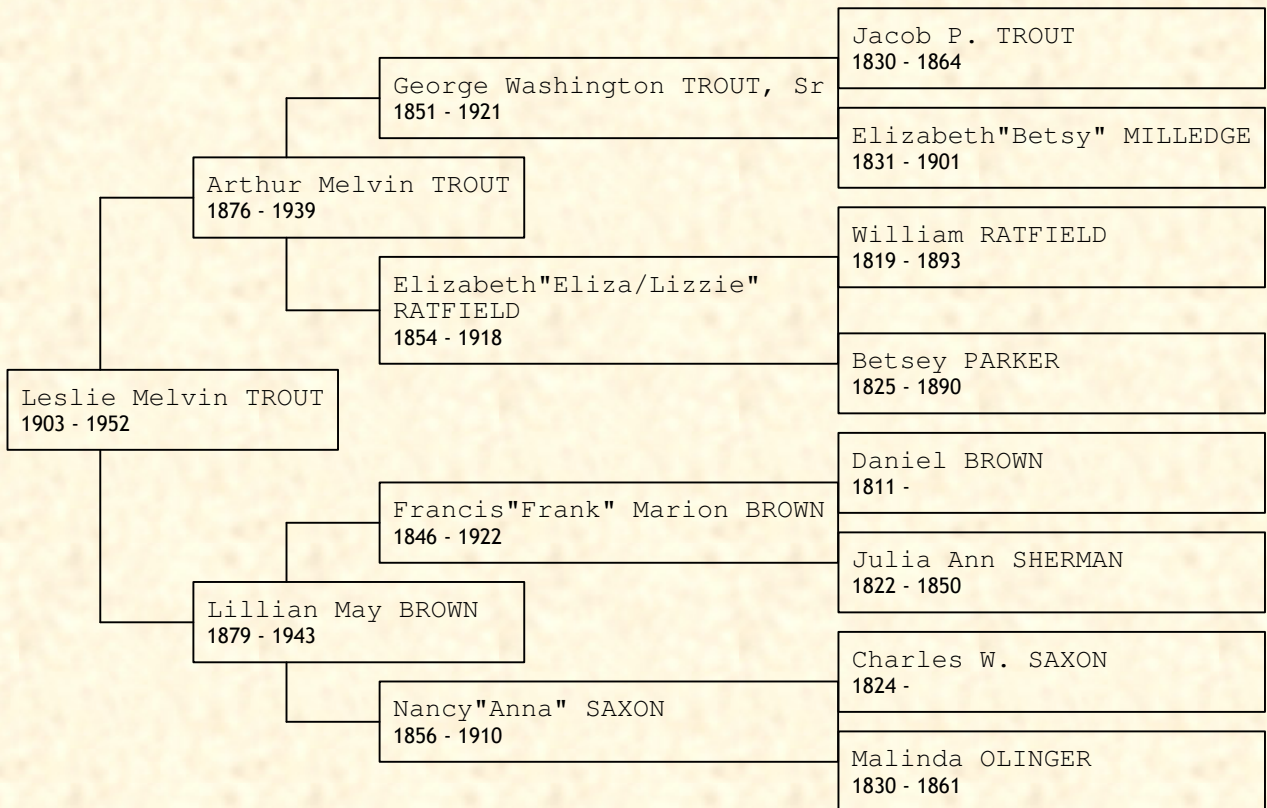 Jacob P. TROUT
1830 - 1864
George Washington TROUT, Sr
1851 - 1921
Elizabeth"Betsy" MILLEDGE
1831 - 1901
Arthur Melvin TROUT
1876 - 1939
William RATFIELD
1819 - 1893
Elizabeth"Eliza/Lizzie"
RATFIELD
1854 - 1918
Betsey PARKER
1825 - 1890
Leslie Melvin TROUT
1903 - 1952
Daniel BROWN
1811 -
Francis"Frank" Marion BROWN
1846 - 1922
Julia Ann SHERMAN
1822 - 1850
Lillian May BROWN
1879 - 1943
Charles W. SAXON
1824 -
Nancy"Anna" SAXON
1856 - 1910
Malinda OLINGER
1830 - 1861